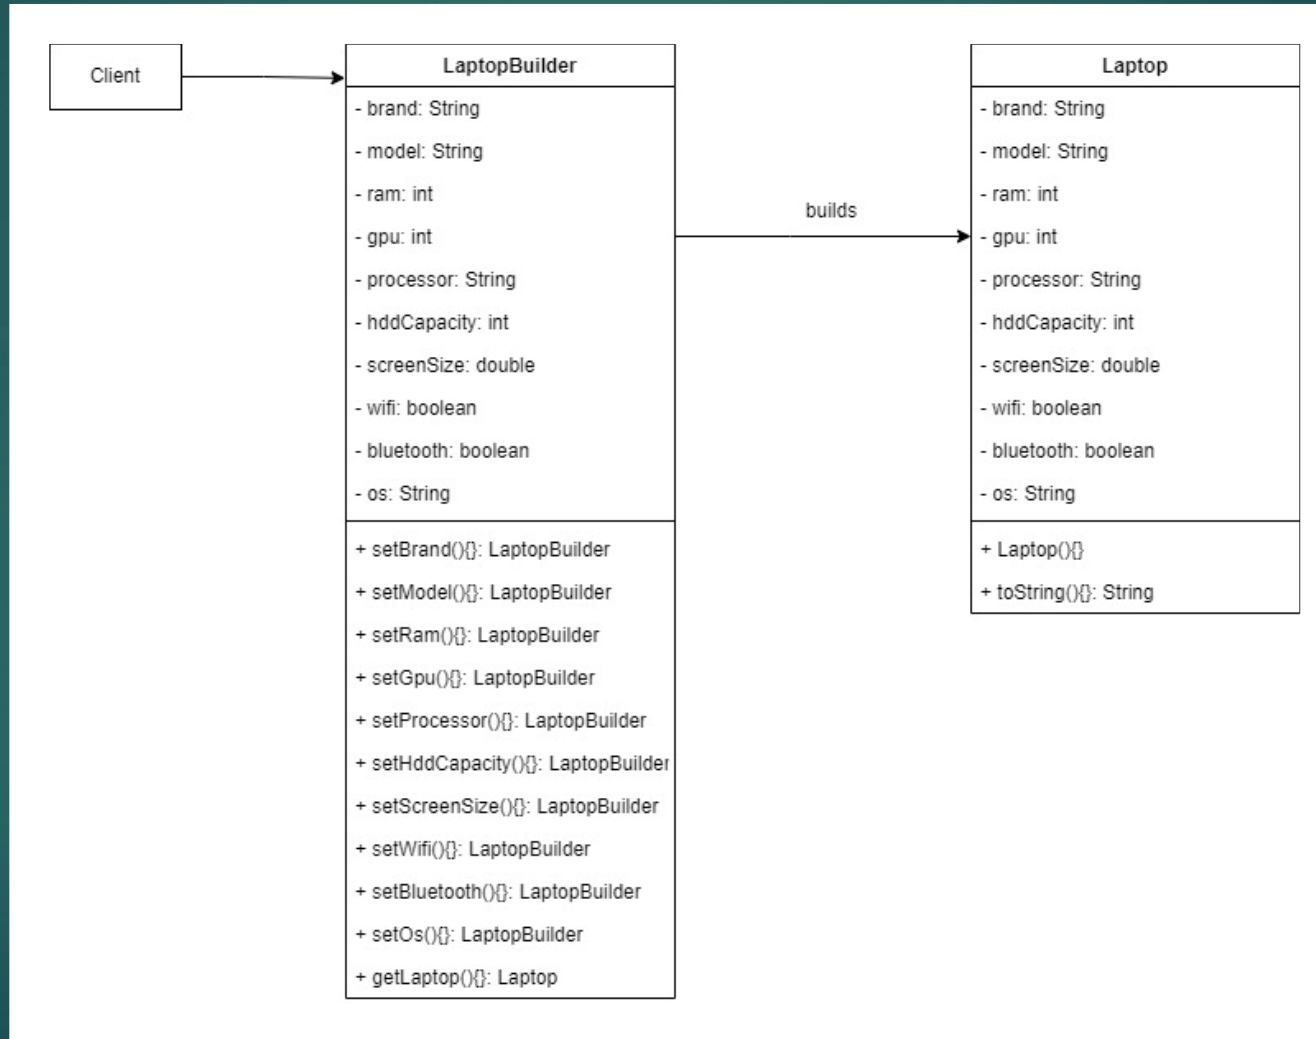 Client
LaptopBuilder
- brand: String
- model: String
- ram: int
- gpu: int
- processor: String
- hddCapacity: int
- screenSize: double
- wifi: boolean
- bluetooth: boolean
- os: String
+ setBrand(){}: LaptopBuilder
+ setModel(){}: LaptopBuilder
+ setRam(){}: LaptopBuilder
+ setGpu(){}: LaptopBuilder
+ setProcessor(){}: LaptopBuilder
+ setHddCapacity(){}: LaptopBuilder
+ setScreenSize(){}: LaptopBuilder
+ setWifi(){}: LaptopBuilder
+ setBluetooth(){}: LaptopBuilder
+ setOs(){}: LaptopBuilder
+ getLaptop(){}: Laptop
builds
Laptop
- brand: String
- model: String
- ram: int
- gpu: int
- processor: String
- hddCapacity: int
- screenSize: double
- wifi: boolean
- bluetooth: boolean
- os: String
+ Laptop(){}
+ toString(){}: String